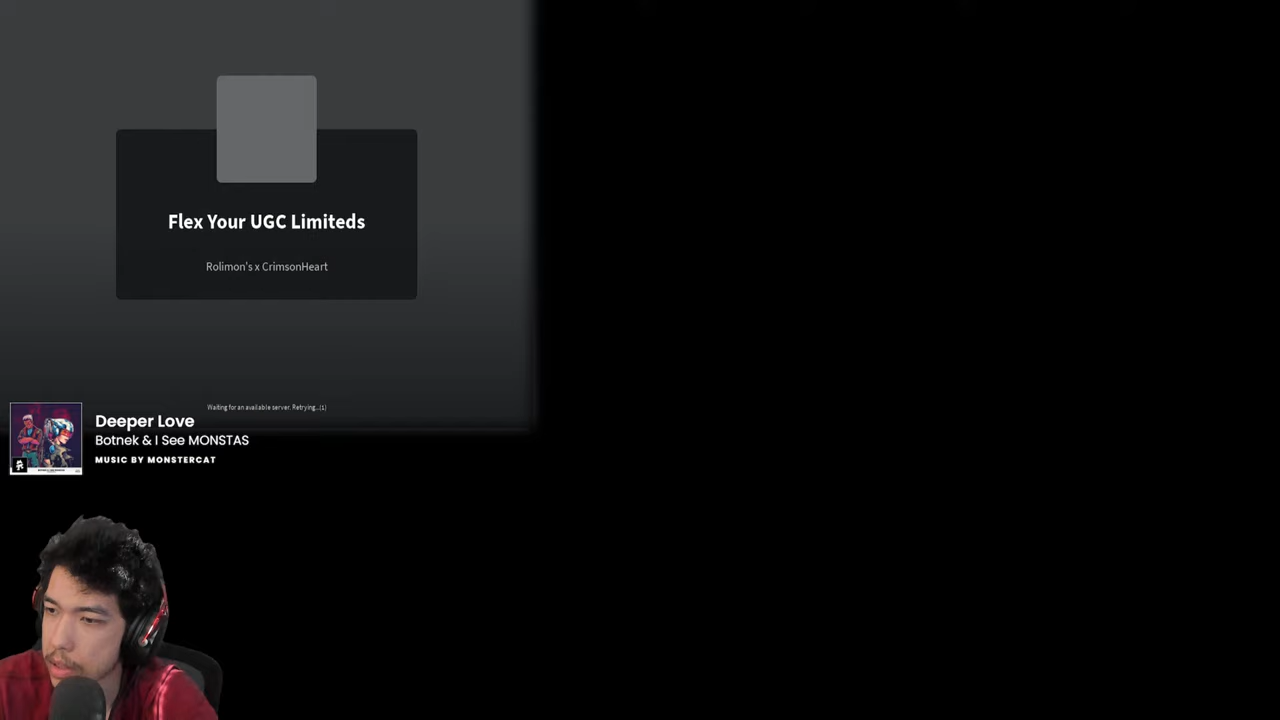 Flex Your UGC Limiteds
Rolimon's x CrimsonHeart
Waiting for an available server. Retrying...(1)
Deeper Love
Botnek & I See MONSTAS
MUSIC BY MONSTERCAT